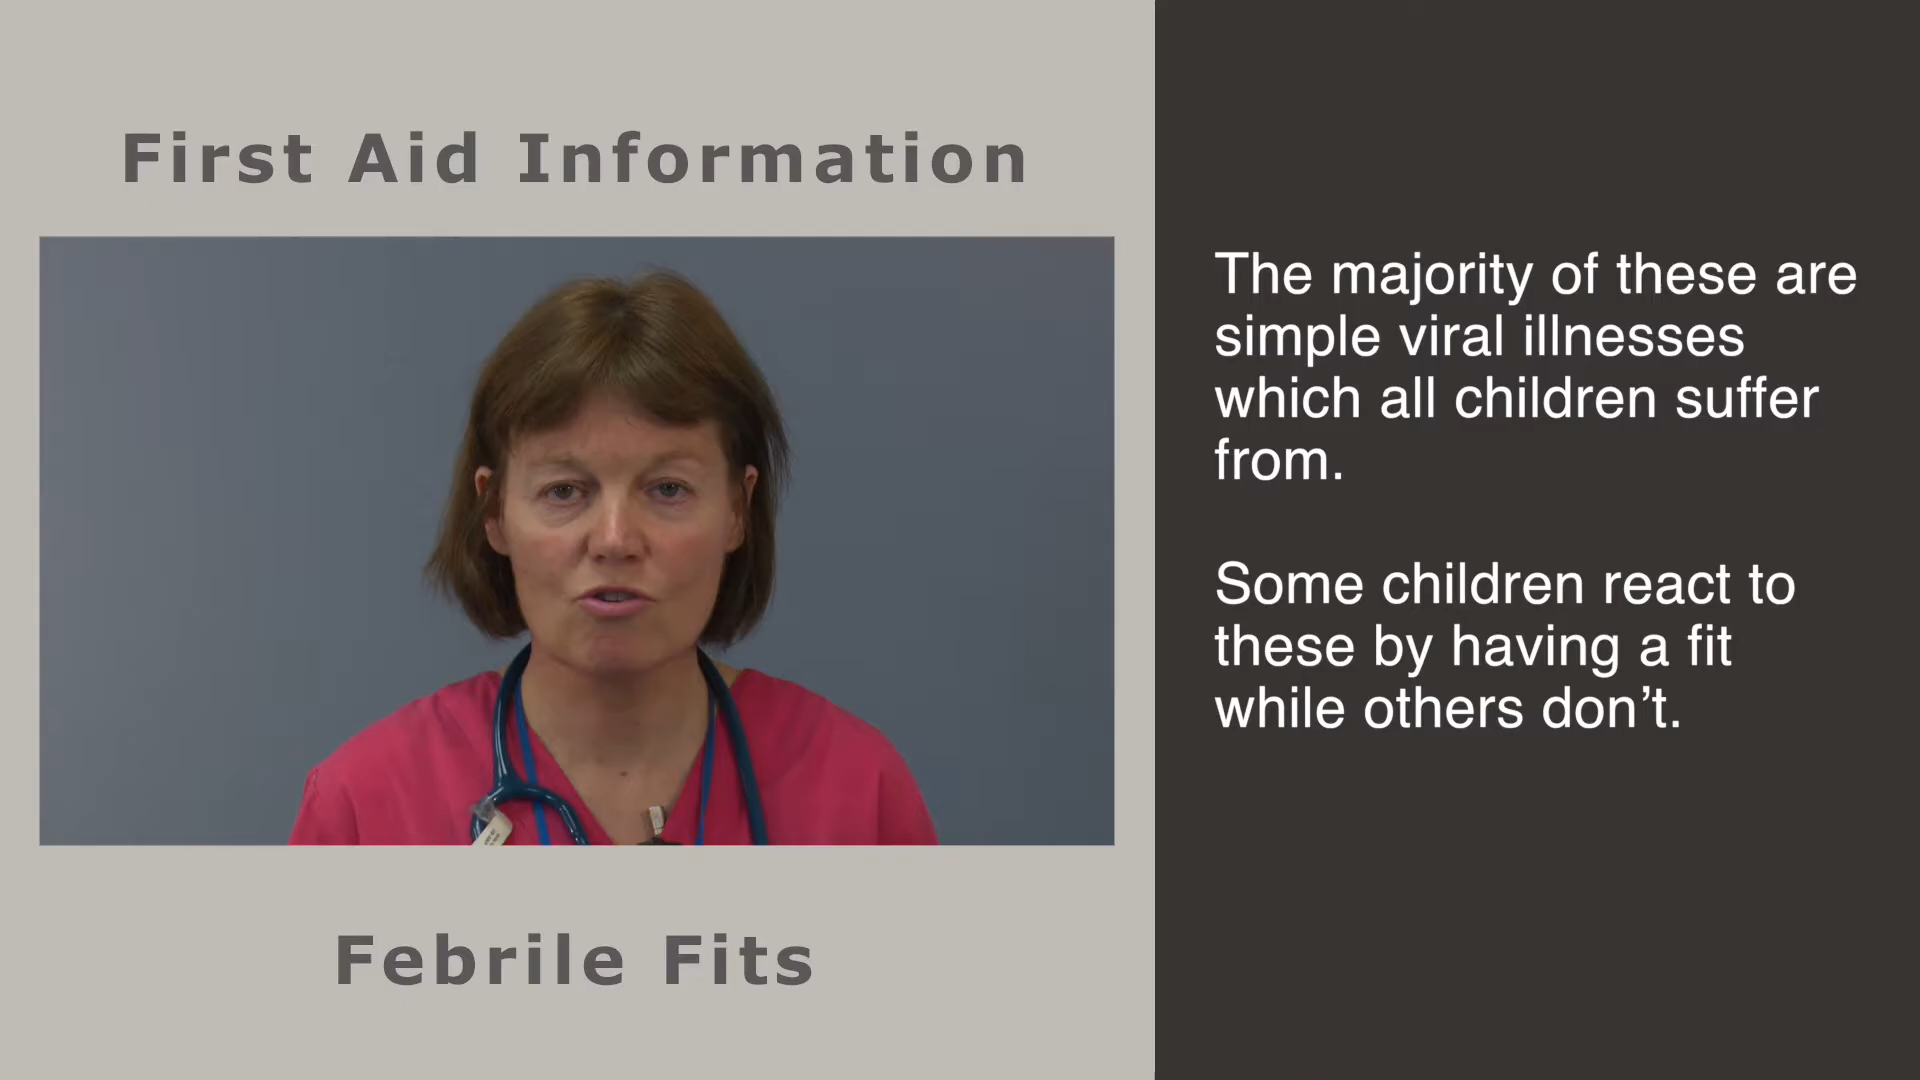 First Aid Information
The majority of these are
simple viral illnesses
which all children suffer
from.
Some children react to
these by having a fit
while others don’t.
Febrile Fits